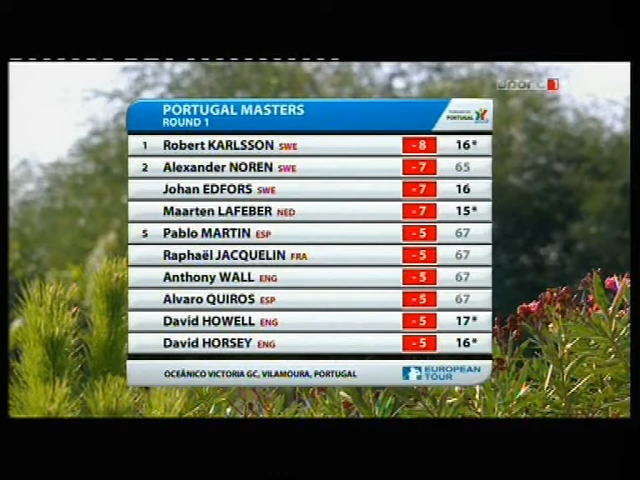 sport 1
PORTUGAL MASTERS
ROUND 1
PORTUGAL
1 Robert KARLSSON SWE - 8 16*
2 Alexander NOREN SWE - 7 65
Johan EDFORS SWE - 7 16
Maarten LAFEBER NED - 7 15*
5 Pablo MARTIN ESP - 5 67
Raphaël JACQUELIN FRA - 5 67
Anthony WALL ENG - 5 67
Alvaro QUIROS ESP - 5 67
David HOWELL ENG - 5 17*
David HORSEY ENG - 5 16*
OCEÂNICO VICTORIA GC, VILAMOURA, PORTUGAL
EUROPEAN
TOUR